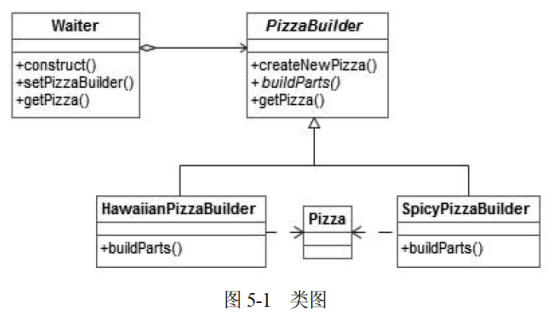 Waiter
+construct()
+setPizzaBuilder()
+getPizza()
PizzaBuilder
+createNewPizza()
+ buildParts()
+getPizza()
HawaiianPizzaBuilder
+buildParts()
Pizza
SpicyPizzaBuilder
+buildParts()
图 5-1 类图